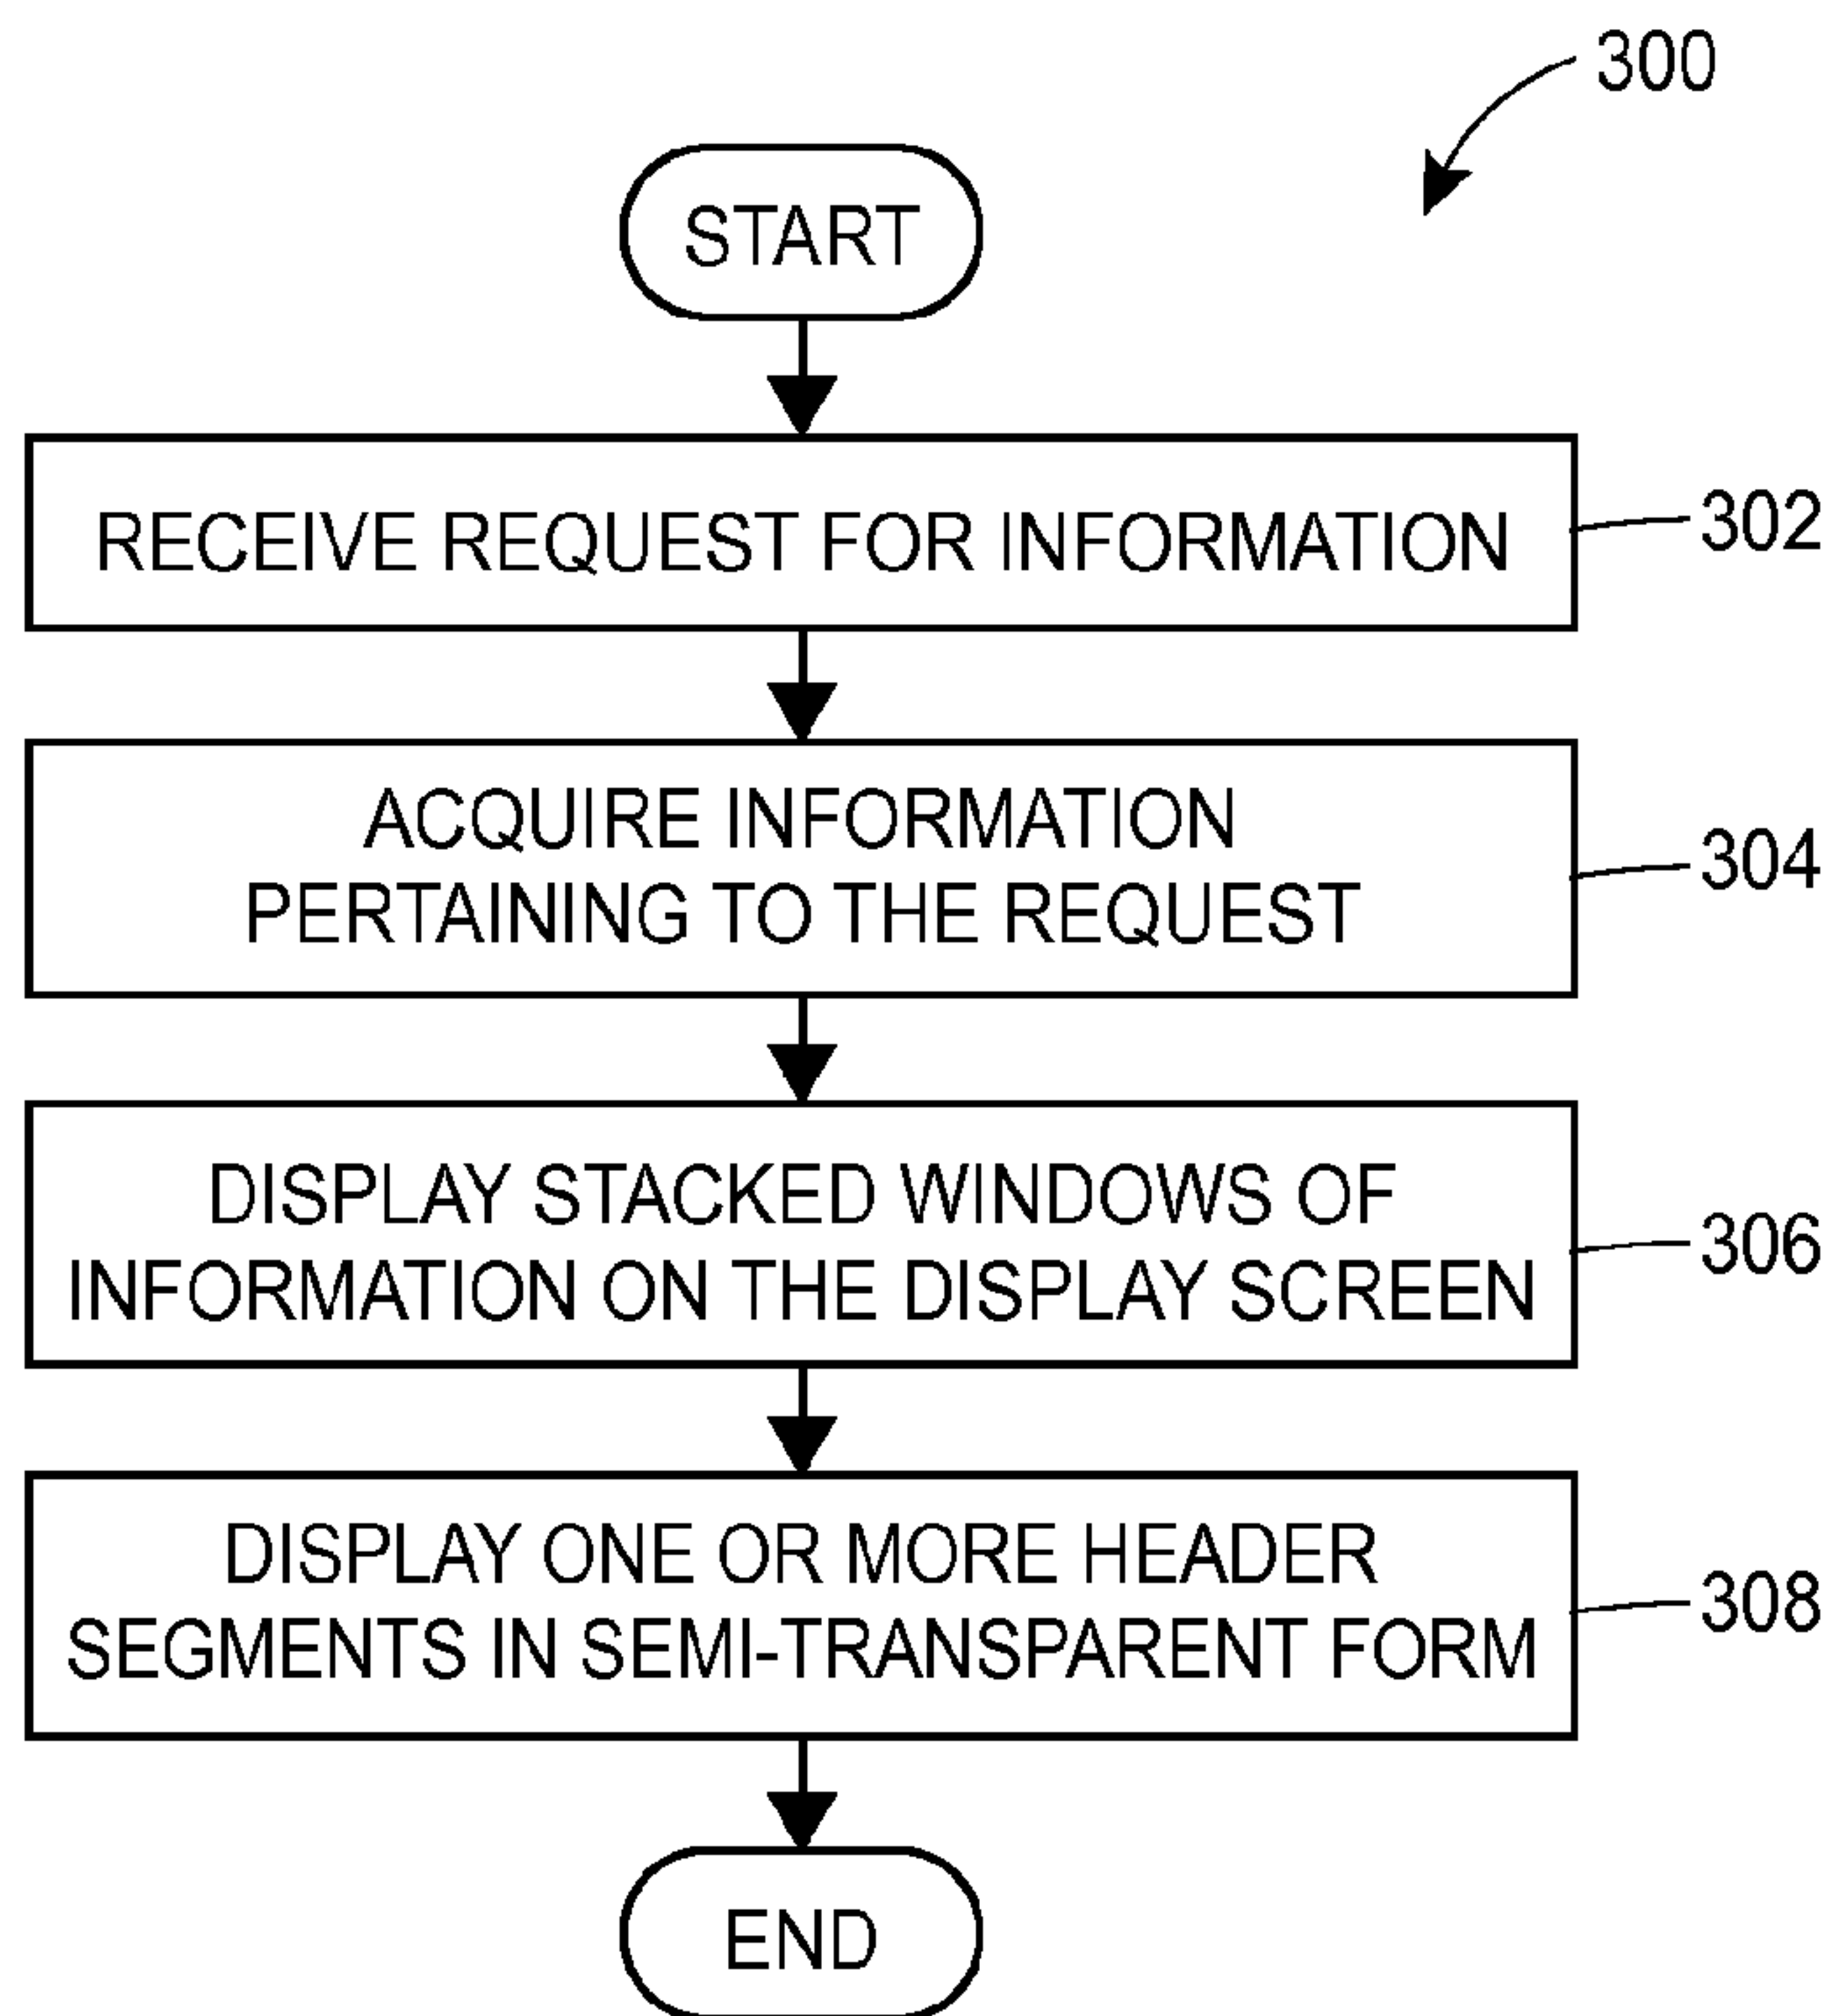 300
START
RECEIVE REQUEST FOR INFORMATION
302
ACQUIRE INFORMATION
PERTAINING TO THE REQUEST
304
DISPLAY STACKED WINDOWS OF
INFORMATION ON THE DISPLAY SCREEN
306
DISPLAY ONE OR MORE HEADER
SEGMENTS IN SEMI-TRANSPARENT FORM
308
END